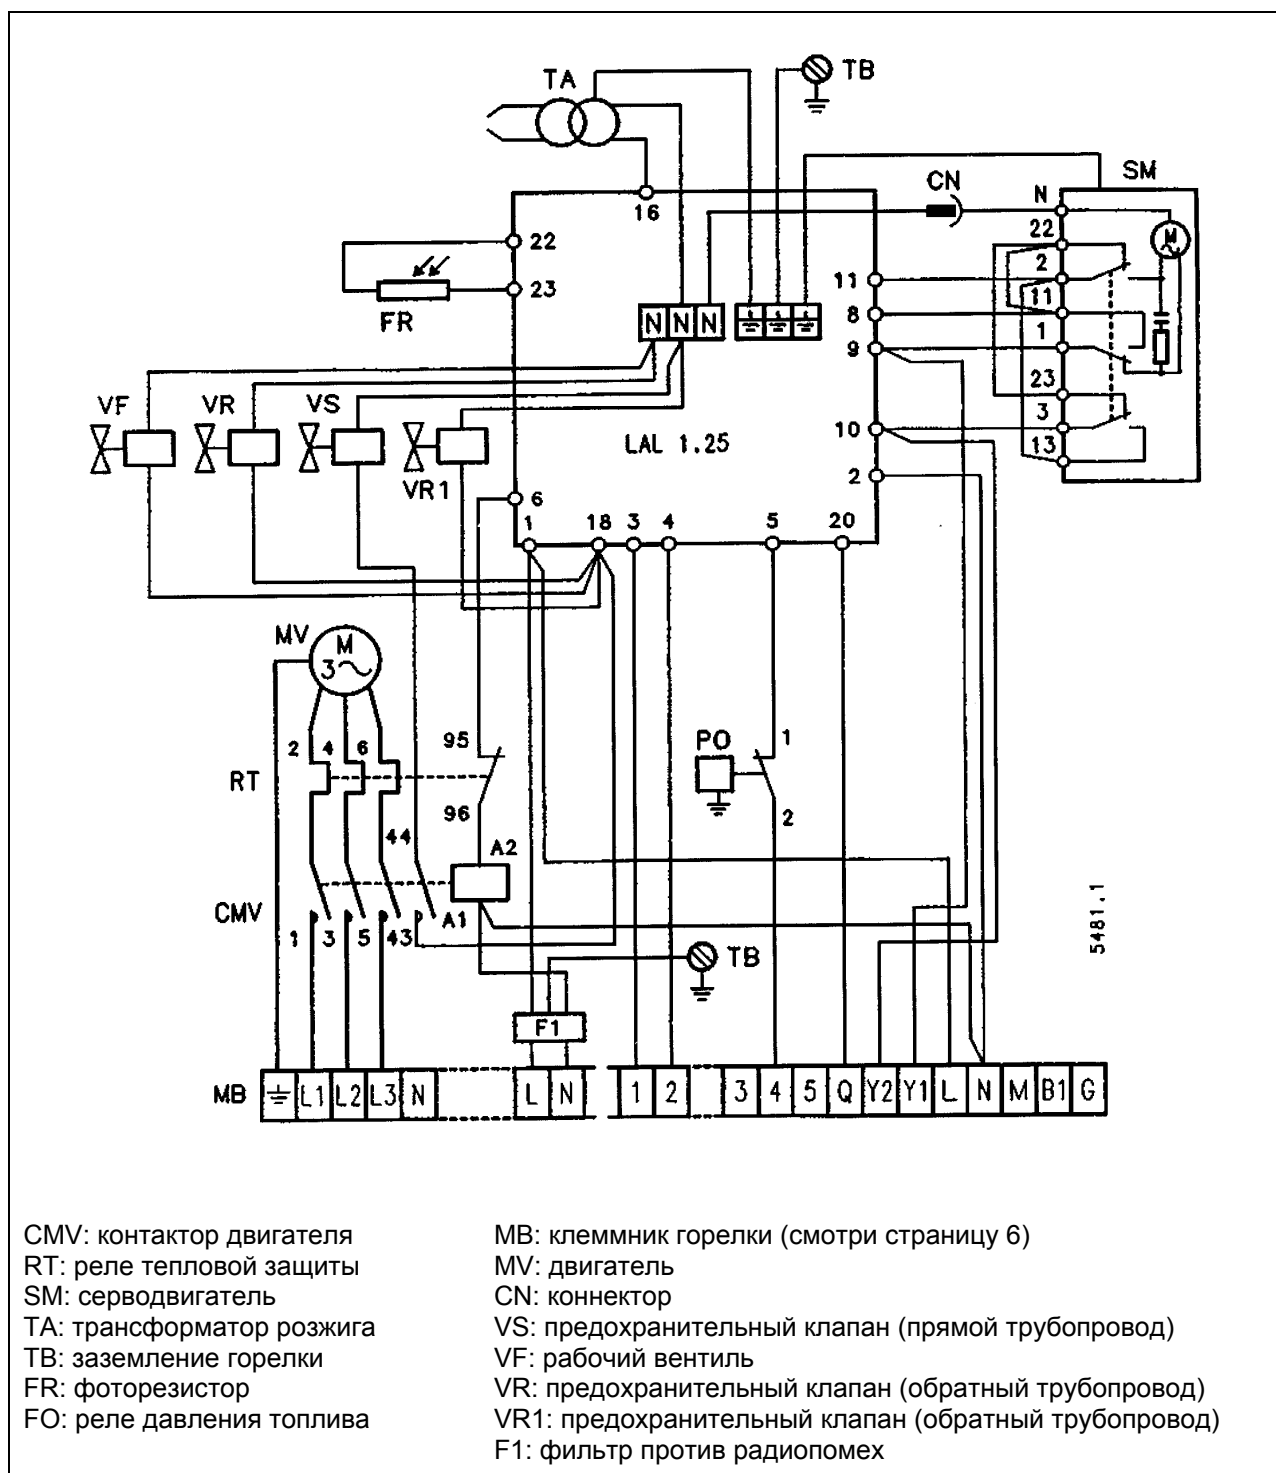 TA
TB
SM
CN
N
16
22
22
2
23
11
11
FR
N N N
8
1
9
VF
VR
VS
23
3
10
LAL 1.25
13
VR1
2
6
1
18
3
4
5
20
MV
M
3
2
4
6
95
PO
1
RT
96
2
44
A2
CMV
A1
1
3
5
43
TB
5481.1
F1
MB
L1 L2 L3 N
L N
1 2
3 4 5 Q Y2 Y1 L N M B1 G
CMV: контактор двигателя
RT: реле тепловой защиты
SM: серводвигатель
TA: трансформатор розжига
TB: заземление горелки
FR: фоторезистор
FO: реле давления топлива
MB: клеммник горелки (смотри страницу 6)
MV: двигатель
CN: коннектор
VS: предохранительный клапан (прямой трубопровод)
VF: рабочий вентиль
VR: предохранительный клапан (обратный трубопровод)
VR1: предохранительный клапан (обратный трубопровод)
F1: фильтр против радиопомех